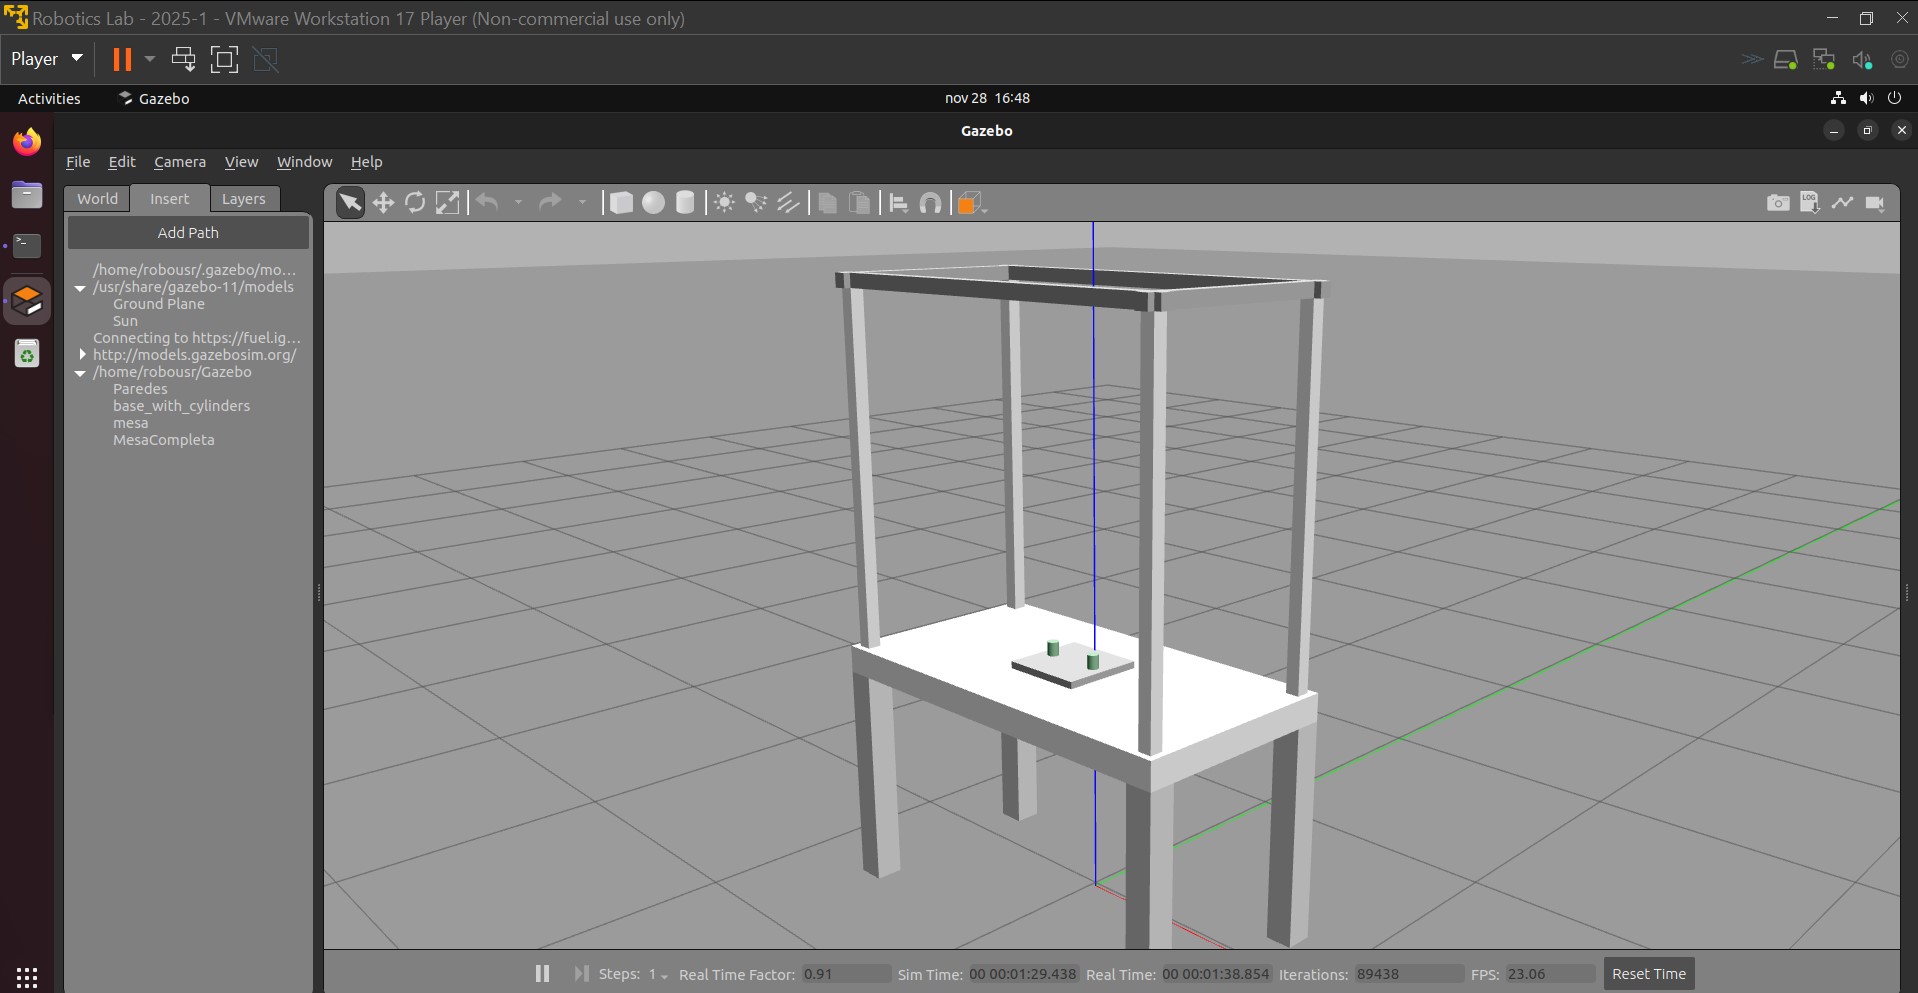 Robotics Lab - 2025-1 - VMware Workstation 17 Player (Non-commercial use only)
Player
Activities Gazebo nov 28 16:48
Gazebo
File Edit Camera View Window Help
World Insert Layers
LOG
Add Path
/home/robousr/.gazebo/mo...
/usr/share/gazebo-11/models
Ground Plane
Sun
Connecting to https://fuel.ig...
http://models.gazebosim.org/
/home/robousr/Gazebo
Paredes
base_with_cylinders
mesa
MesaCompleta
Steps: 1 Real Time Factor: 0.91 Sim Time: 00 00:01:29.438 Real Time: 00 00:01:38.854 Iterations: 89438 FPS: 23.06 Reset Time